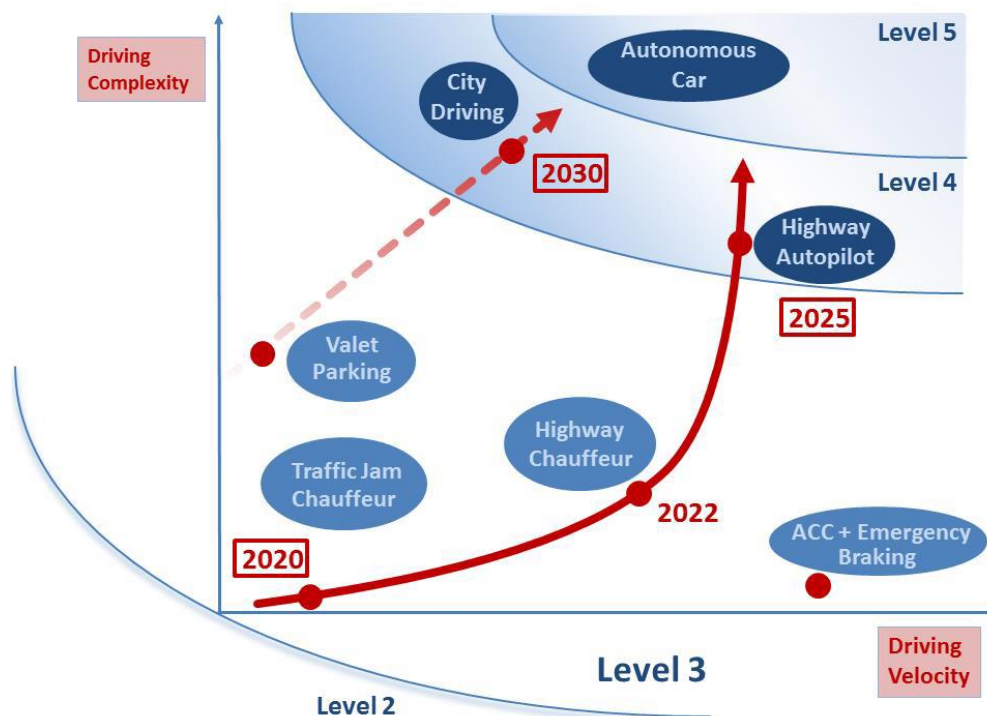 Driving
Complexity
Level 5
Autonomous
Car
City
Driving
2030
Level 4
Highway
Autopilot
2025
Valet
Parking
Highway
Chauffeur
Traffic Jam
Chauffeur
2022
2020
ACC + Emergency
Braking
Level 3
Driving
Velocity
Level 2